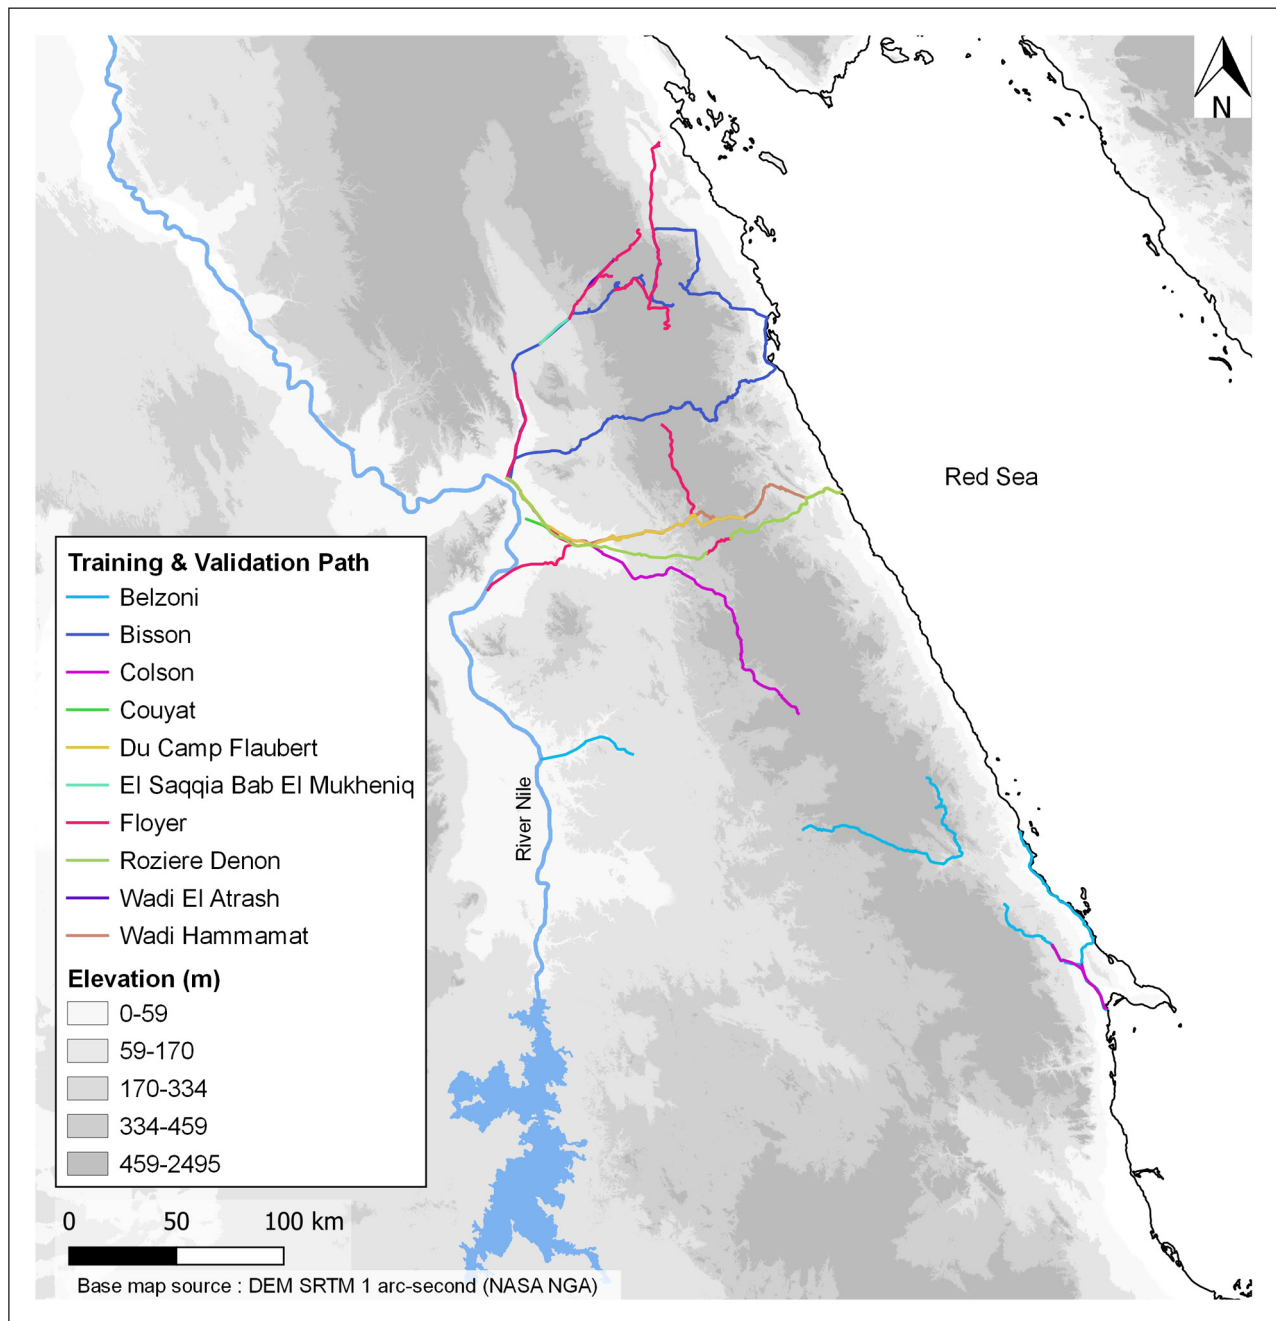 N
Red Sea
River Nile
Training & Validation Path
Belzoni
Bisson
Colson
Couyat
Du Camp Flaubert
El Saqqia Bab El Mukheniq
Floyer
Roziere Denon
Wadi El Atrash
Wadi Hammamat
Elevation (m)
0-59
59-170
170-334
334-459
459-2495
0 50 100 km
Base map source : DEM SRTM 1 arc-second (NASA NGA)